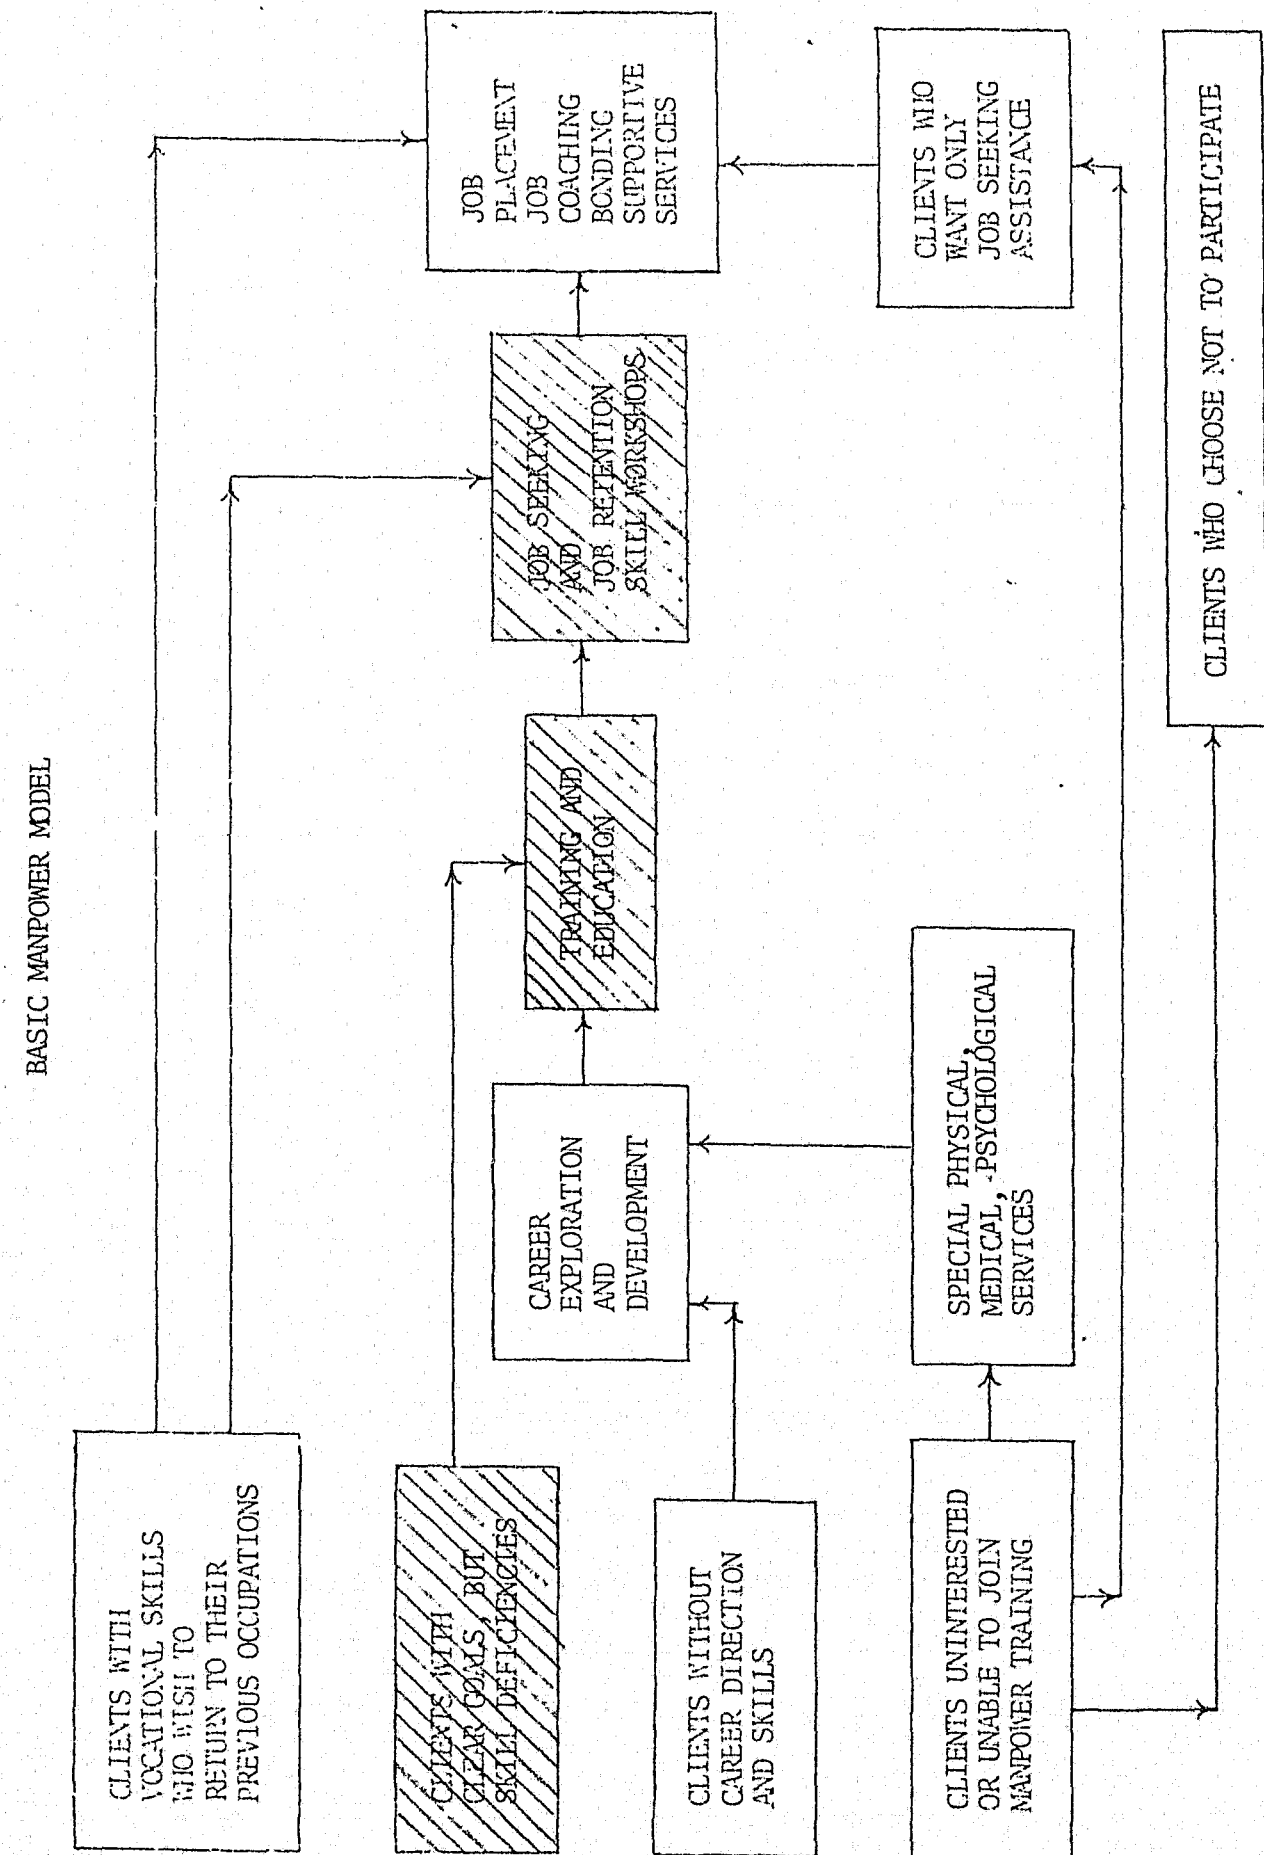 BASIC MANPOWER MODEL
CLIENTS WITH
VOCATIONAL SKILLS
WHO WISH TO
RETURN TO THEIR
PREVIOUS OCCUPATIONS
CLIENTS WITH
CLEAR GOALS, BUT
SKILL DEFICIENCIES
CLIENTS WITHOUT
CAREER DIRECTION
AND SKILLS
CLIENTS UNINTERESTED
OR UNABLE TO JOIN
MANPOWER TRAINING
CAREER
EXPLORATION
AND
DEVELOPMENT
SPECIAL PHYSICAL,
MEDICAL, PSYCHOLOGICAL
SERVICES
TRAINING AND
EDUCATION
JOB SEEKING
AND
JOB RETENTION
SKILL WORKSHOPS
JOB
PLACEMENT
JOB
COACHING
BONDING
SUPPORTIVE
SERVICES
CLIENTS WHO
WANT ONLY
JOB SEEKING
ASSISTANCE
CLIENTS WHO CHOOSE NOT TO PARTICIPATE